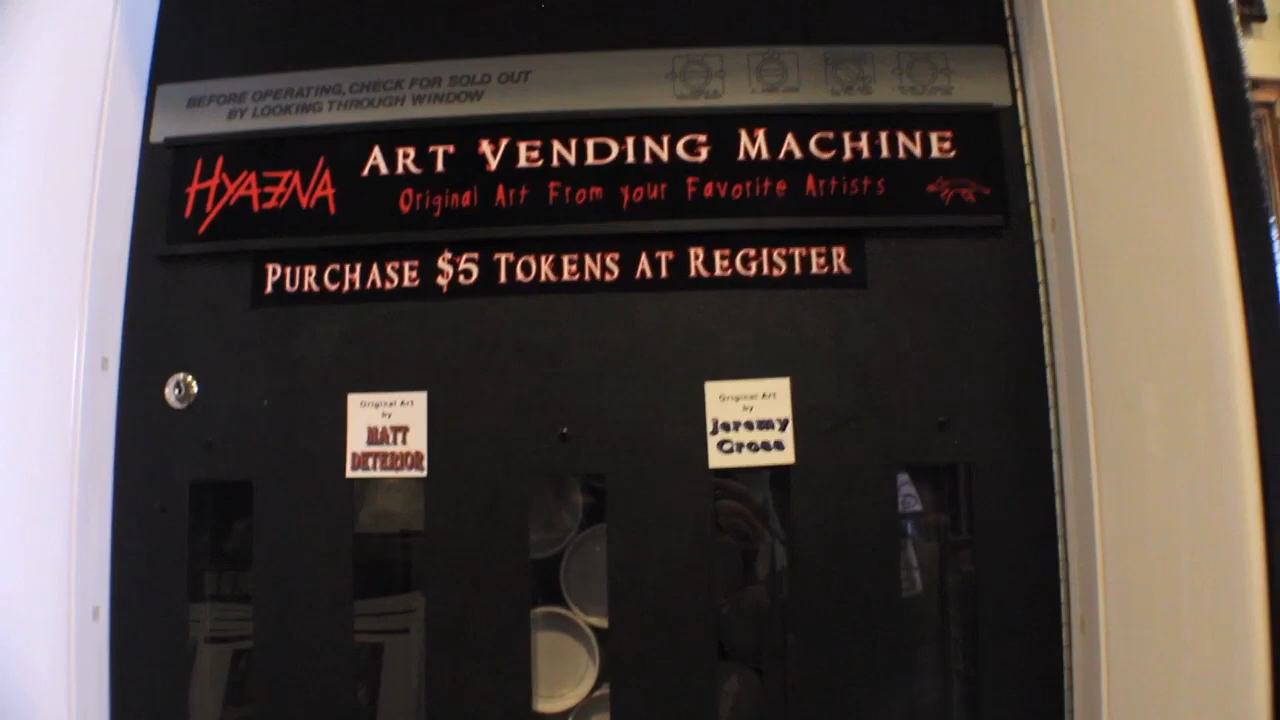 BEFORE OPERATING, CHECK FOR SOLD OUT
BY LOOKING THROUGH WINDOW
HYAENA
ART VENDING MACHINE
Original Art From your Favorite Artists
PURCHASE $5 TOKENS AT REGISTER
Original Art
by
MATT
DETERIOR
Original Art
by
Jeremy
Cross